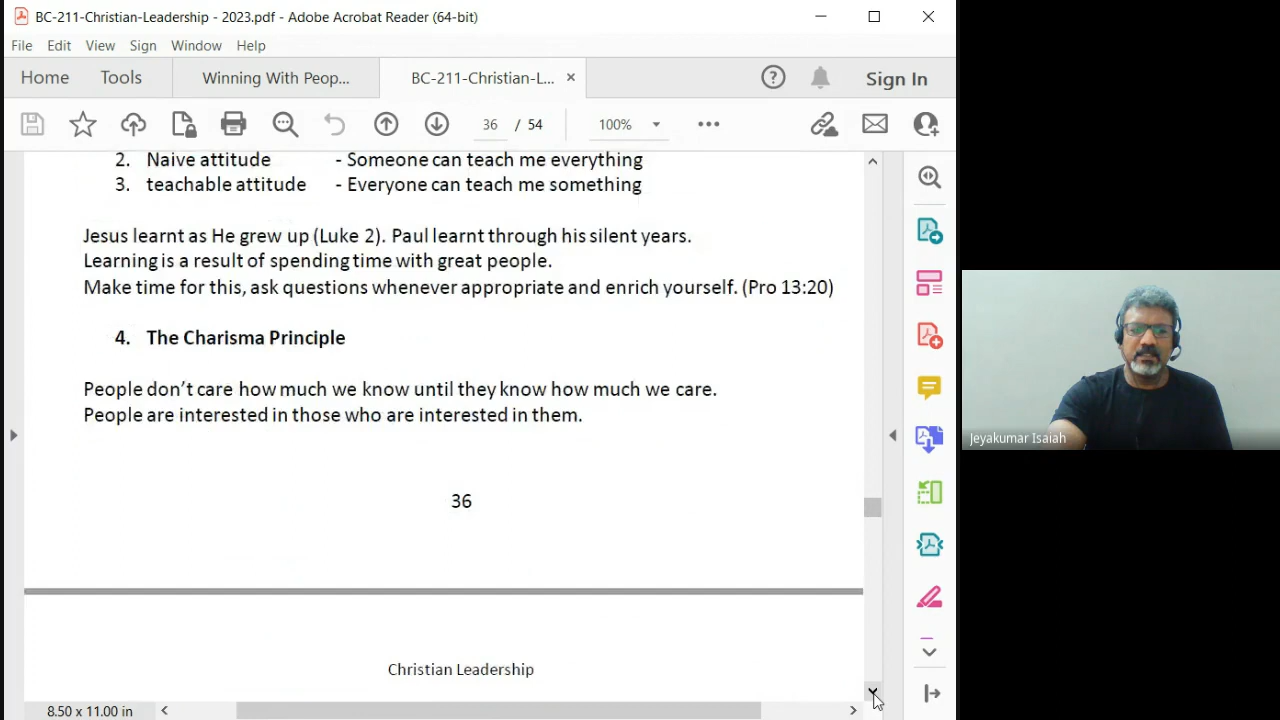 BC-211-Christian-Leadership - 2023.pdf - Adobe Acrobat Reader (64-bit)
File Edit View Sign Window Help
Home Tools Winning With Peop... BC-211-Christian-L... × Sign In
36 / 54 100%
2. Naive attitude - Someone can teach me everything
3. teachable attitude - Everyone can teach me something
Jesus learnt as He grew up (Luke 2). Paul learnt through his silent years.
Learning is a result of spending time with great people.
Make time for this, ask questions whenever appropriate and enrich yourself. (Pro 13:20)
4. The Charisma Principle
People don't care how much we know until they know how much we care.
People are interested in those who are interested in them.
36
Christian Leadership
8.50 x 11.00 in
Jeyakumar Isaiah